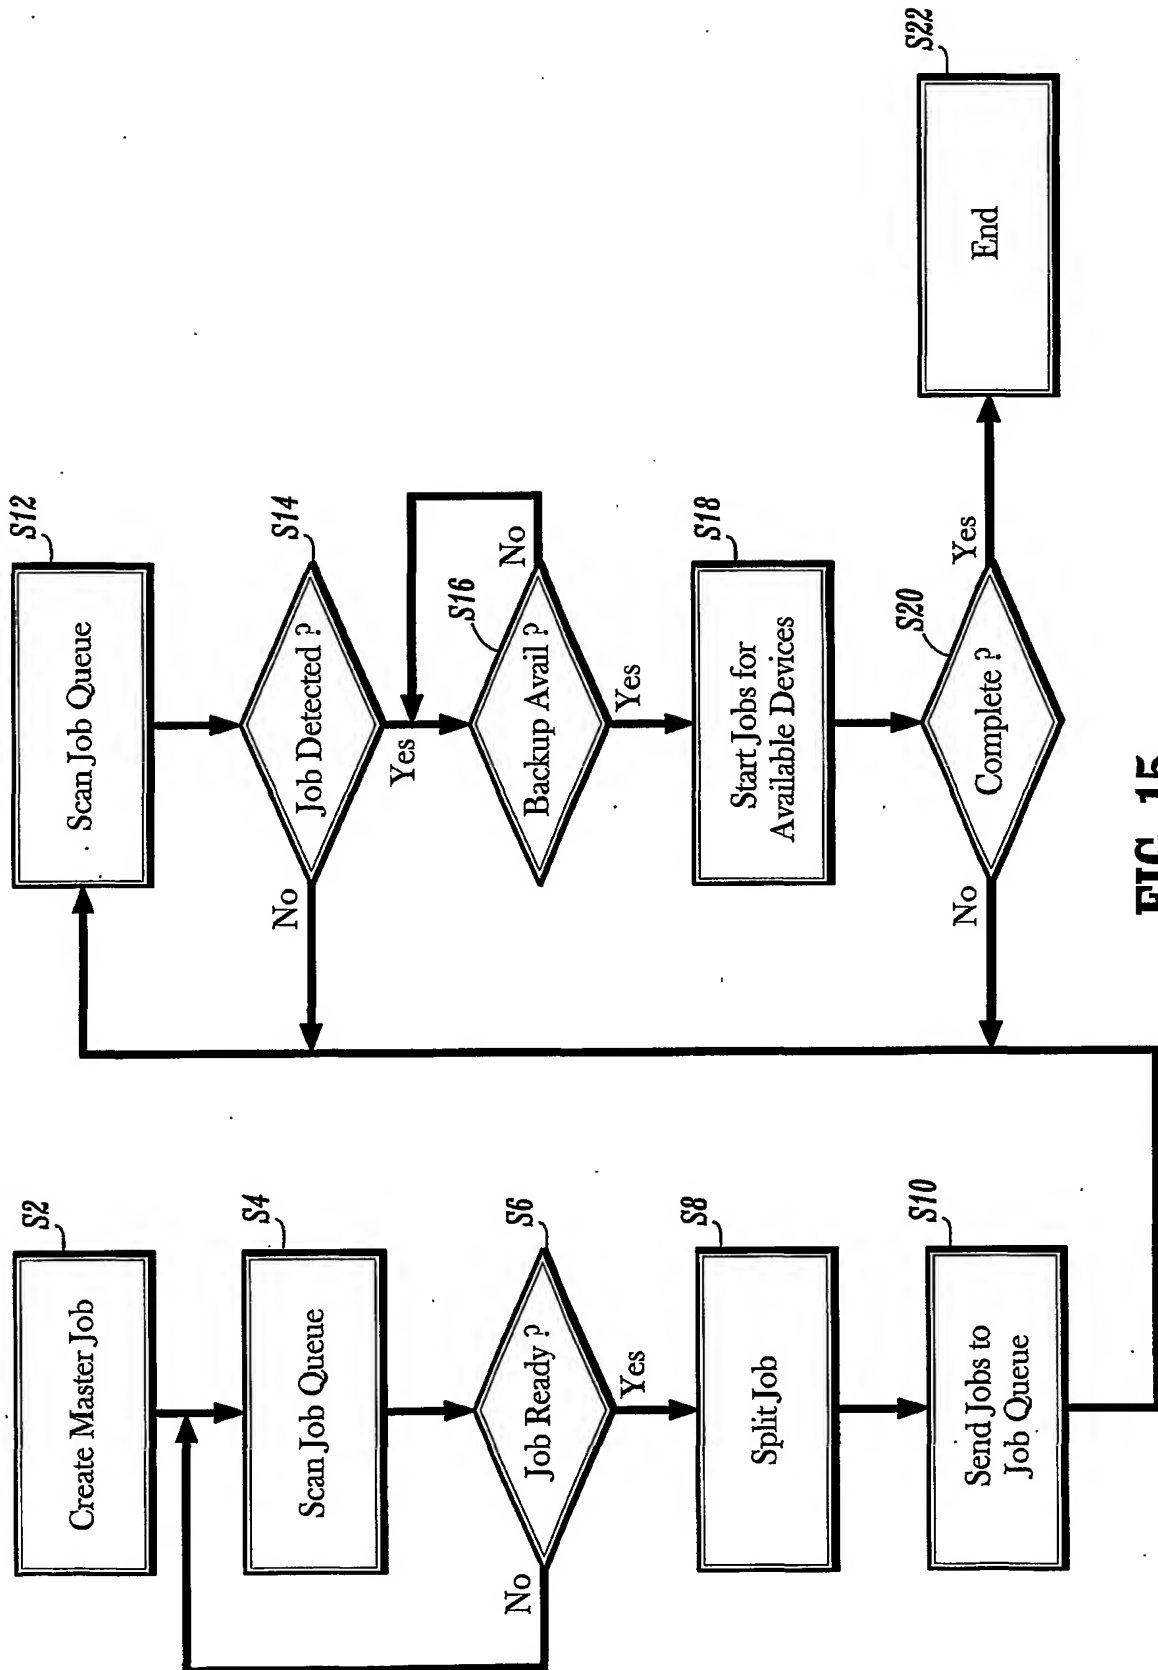 S2
Create Master Job
S4
Scan Job Queue
S6
Job Ready ?
No
Yes
S8
Split Job
S10
Send Jobs to
Job Queue
S12
Scan Job Queue
S14
Job Detected ?
No
Yes
S16
Backup Avail ?
No
Yes
S18
Start Jobs for
Available Devices
S20
Complete ?
No
Yes
S22
End
FIG. 15